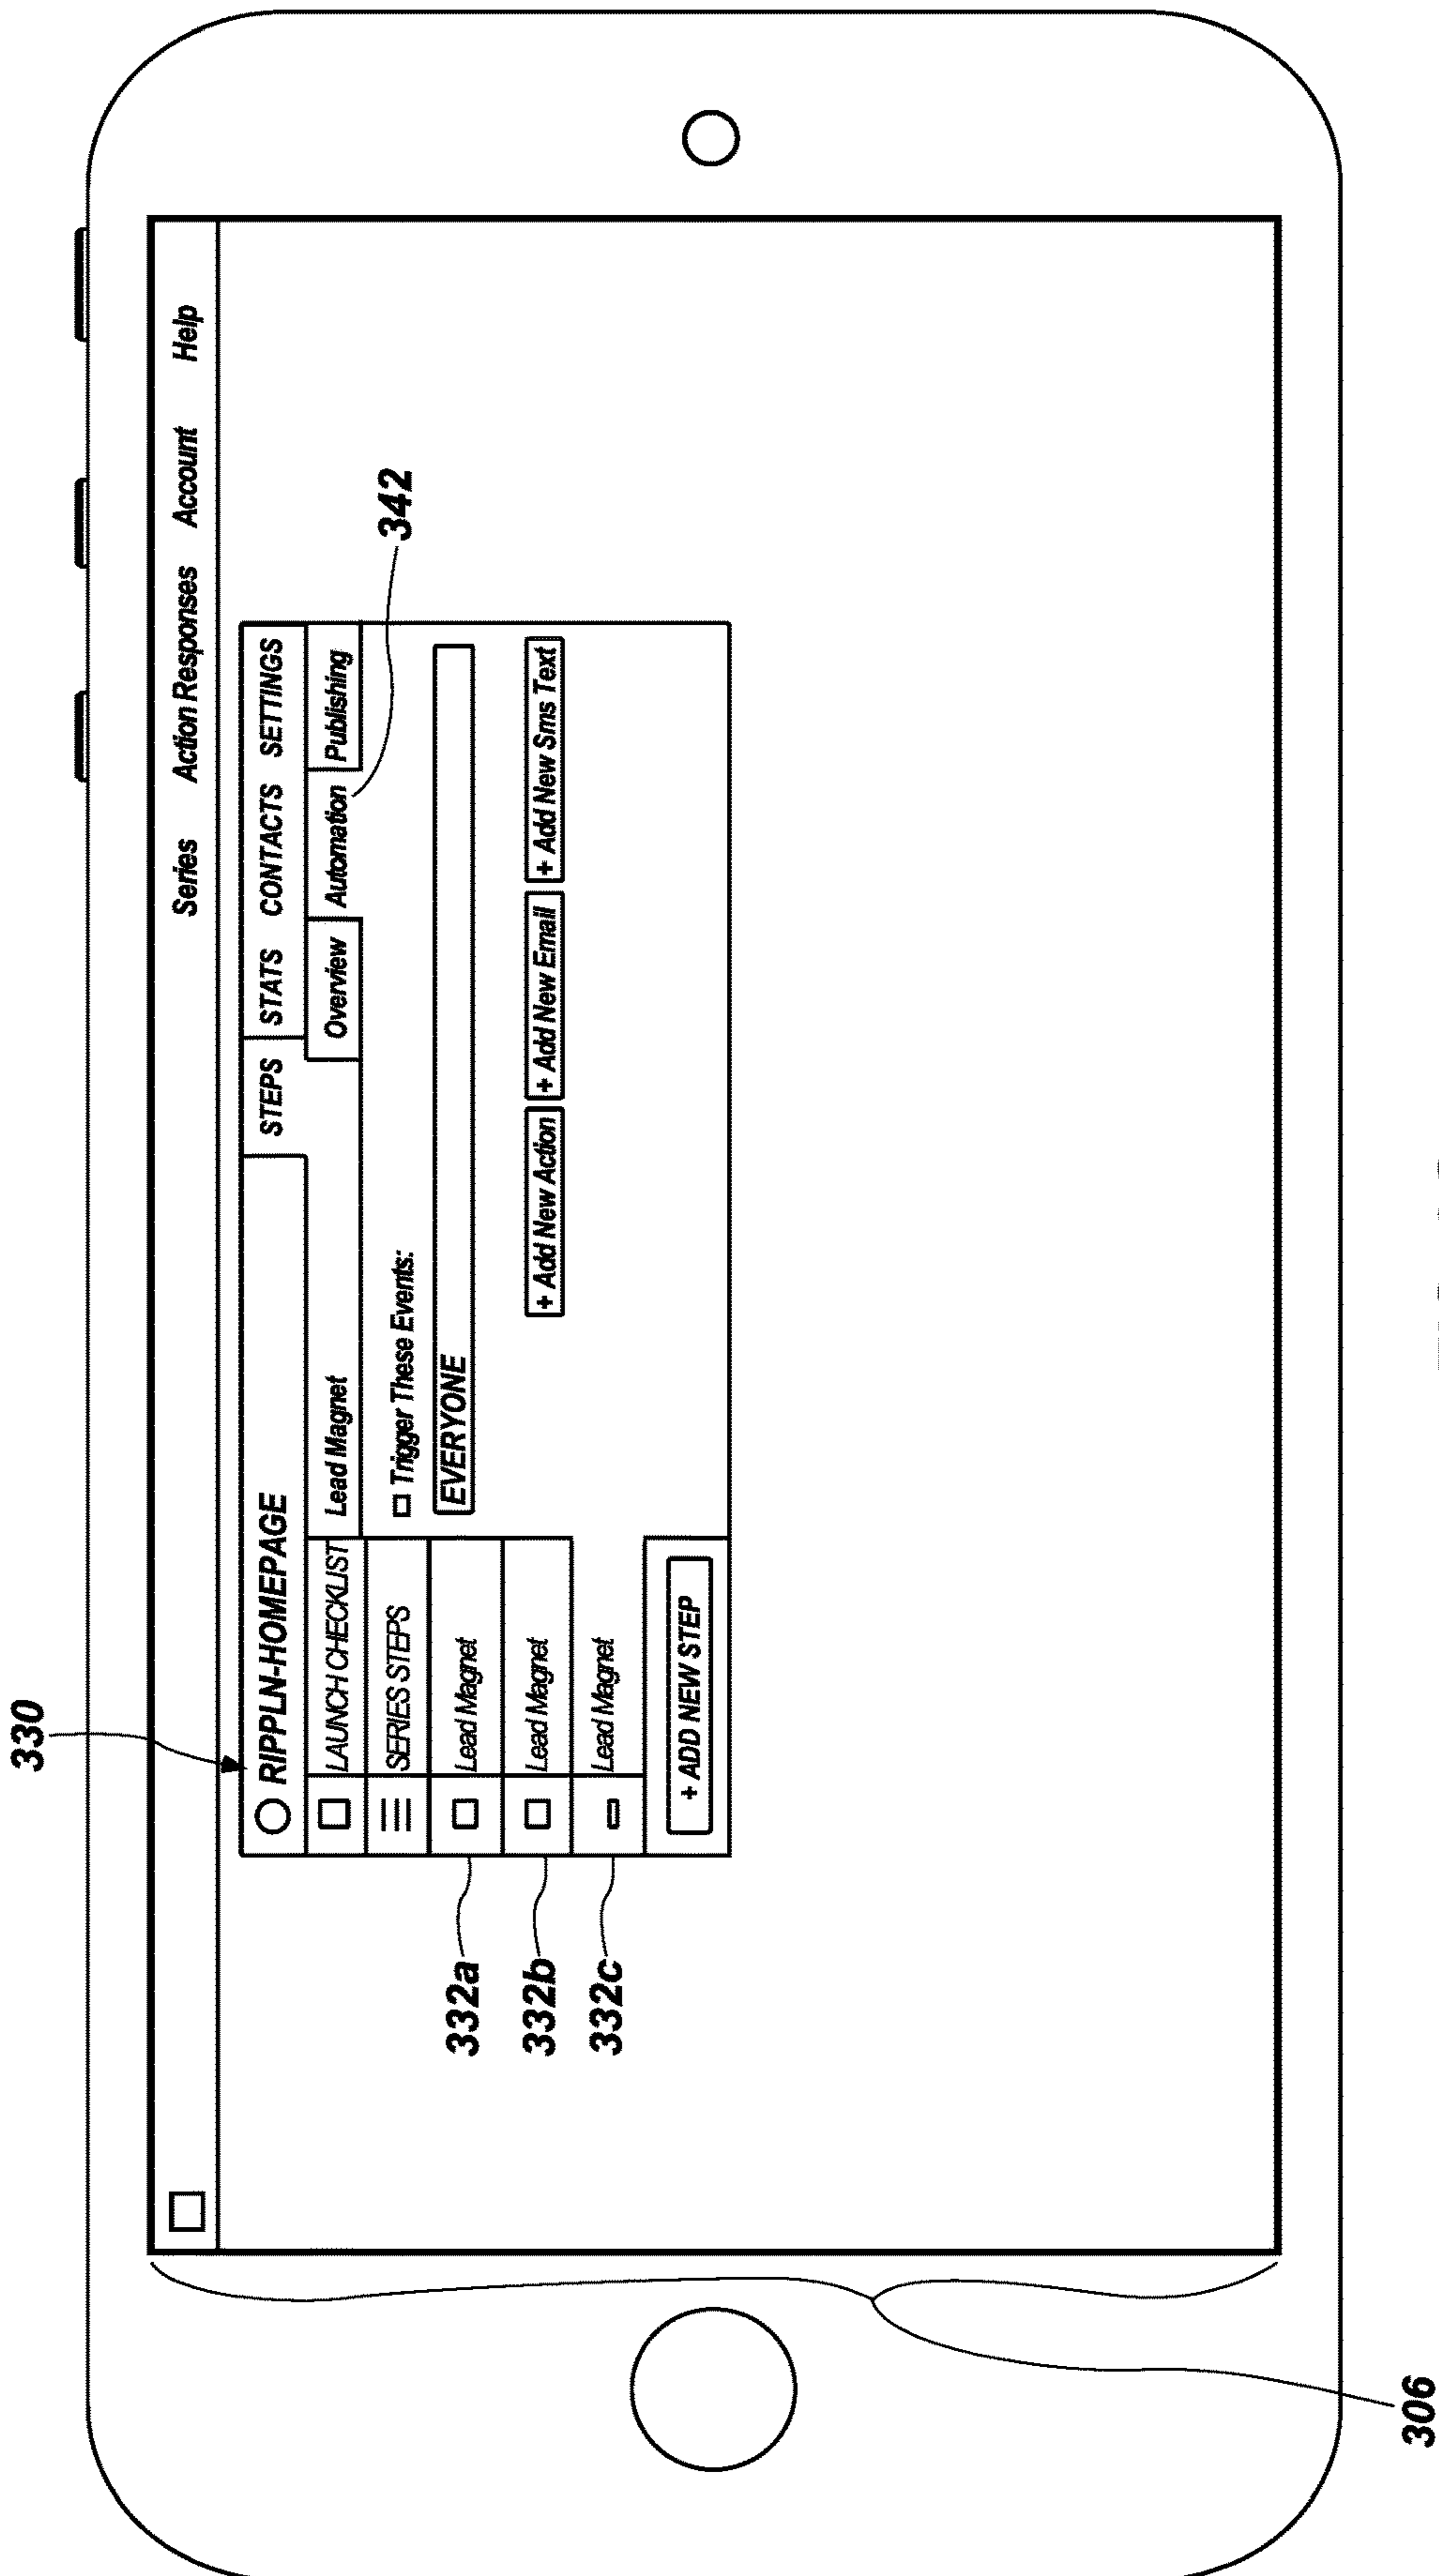 330
Series Action Responses Account Help
RIPPLN-HOMEPAGE STEPS STATS CONTACTS SETTINGS
LAUNCH CHECKLIST Lead Magnet Overview Automation Publishing
342
SERIES STEPS Trigger These Events:
332a Lead Magnet EVERYONE
332b Lead Magnet + Add New Action + Add New Email + Add New Sms Text
332c Lead Magnet
+ ADD NEW STEP
306